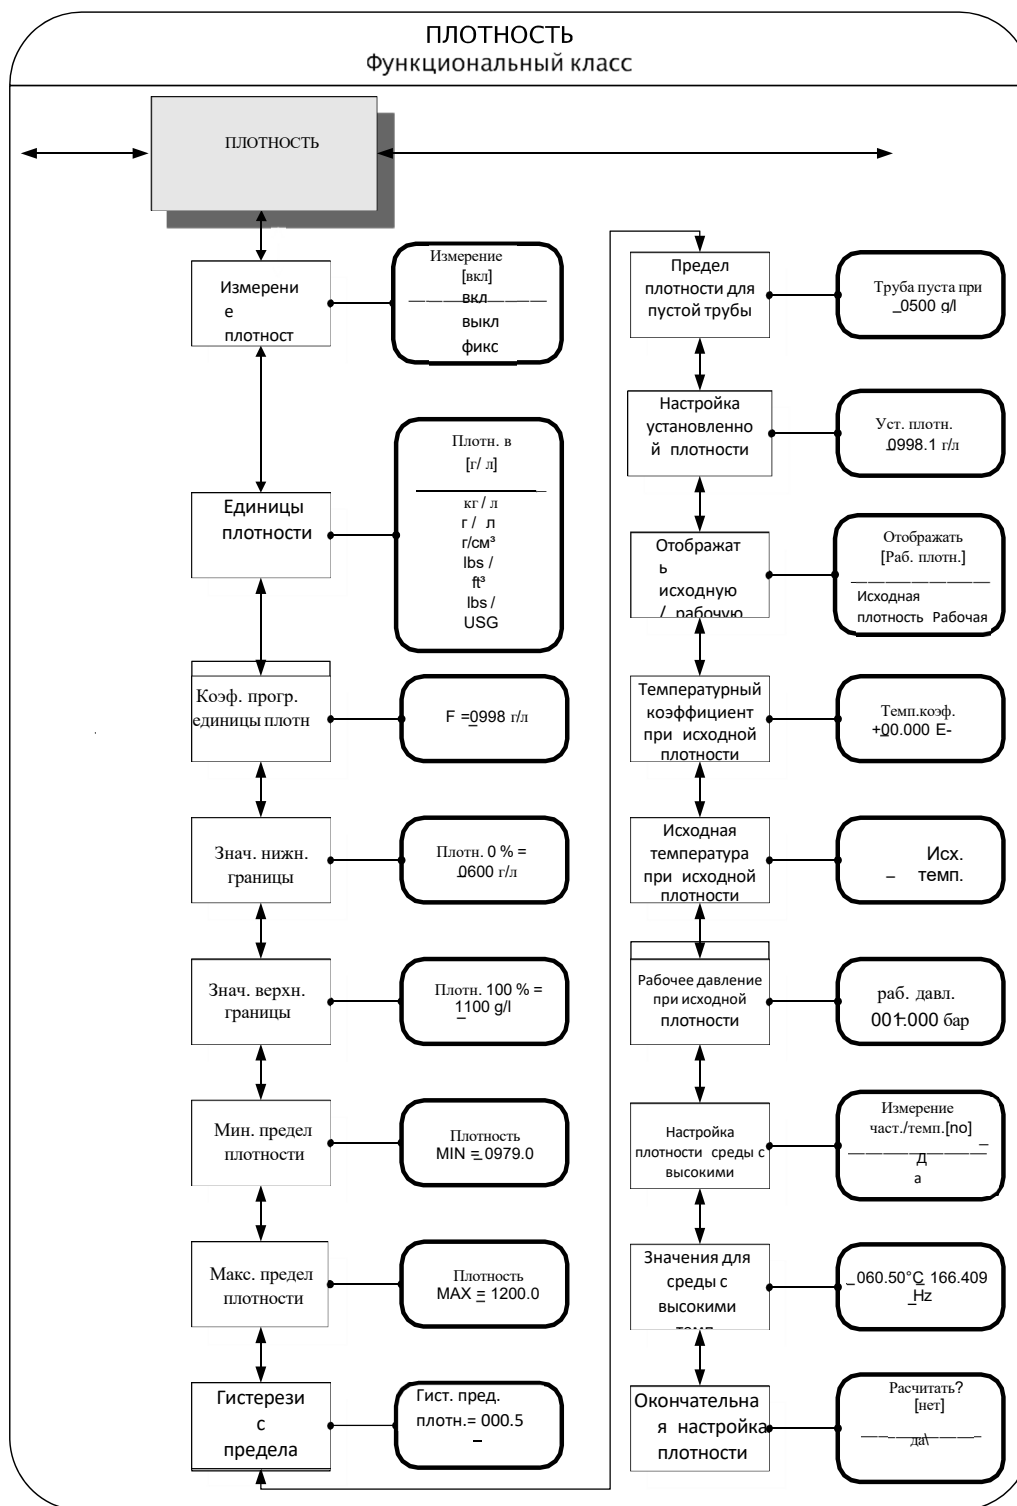 ПЛОТНОСТЬ
Функциональный класс
ПЛОТНОСТЬ
Измерени
е
плотност
Измерение
[вкл]
вкл
выкл
фикс
Единицы
плотности
Плотн. в
[г/ л]
кг / л
г / л
г/см³
lbs /
ft³
lbs /
USG
Коэф. прогр.
единицы плотн
F =0998 г/л
Знач. нижн.
границы
Плотн. 0 % =
0600 г/л
Знач. верхн.
границы
Плотн. 100 % =
1100 g/l
Мин. предел
плотности
Плотность
MIN = 0979.0
Макс. предел
плотности
Плотность
MAX = 1200.0
Гистерези
с
предела
Гист. пред.
плотн.= 000.5
Предел
плотности для
пустой трубы
Труба пуста при
_0500 g/l
Настройка
установленно
й плотности
Уст. плотн.
0998.1 г/л
Отображат
ь
исходную
/ рабочую
Отображать
[Раб. плотн.]
Исходная
плотность Рабочая
Температурный
коэффициент
при исходной
плотности
Темп.коэф.
+00.000 E-
Исходная
температура
при исходной
плотности
Исх.
_ темп.
Рабочее давление
при исходной
плотности
раб. давл.
001.000 бар
Настройка
плотности среды с
высокими
Измерение
част./темп.[no]
Д
а
Значения для
среды с
высокими
темп
_060.50°C 166.409
_Hz
Окончательна
я настройка
плотности
Расчитать?
[нет]
да\